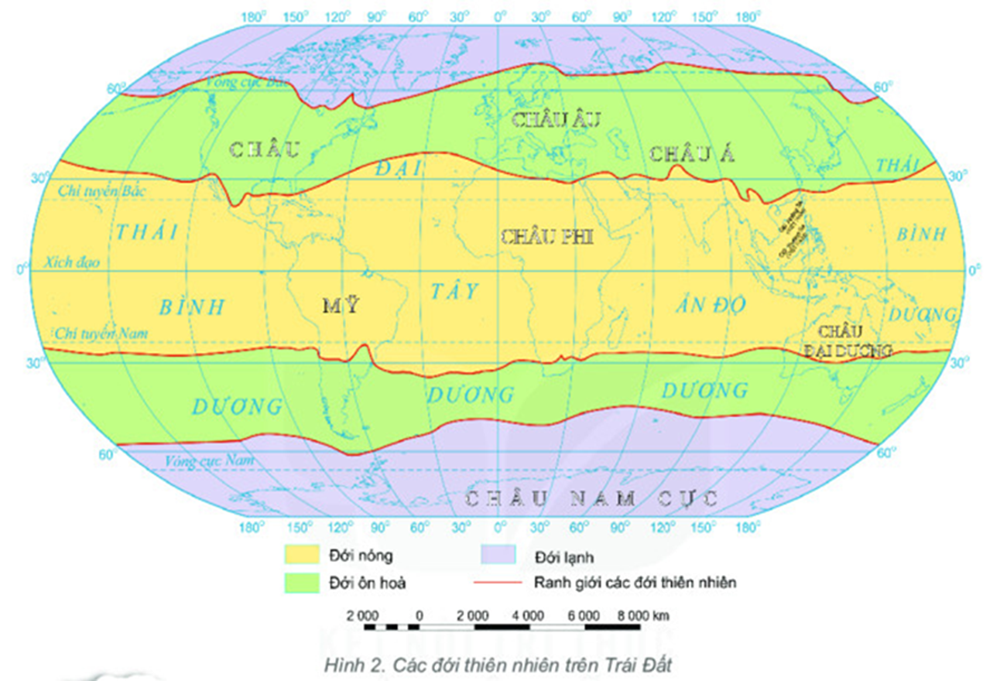 180° 150° 120° 90° 60° 30° 0° 30° 60° 90° 120° 150° 180°
Vòng cực Bắc
60° 60°
CHÂU ÂU
CHÂU CHÂU Á
ĐẠI THÁI
30° 30°
Chí tuyến Bắc
THÁI CHÂU PHI BÌNH
Xích đạo
0° 0°
TÂY
BÌNH MỸ ẤN ĐỘ DƯƠNG
Chí tuyến Nam CHÂU
ĐẠI DƯƠNG
30° 30°
DƯƠNG DƯƠNG DƯƠNG
60° 60°
Vòng cực Nam
CHÂU NAM CỰC
180° 150° 120° 90° 60° 30° 0° 30° 60° 90° 120° 150° 180°
Đới nóng Đới lạnh
Đới ôn hoà Ranh giới các đới thiên nhiên
2 000 0 2 000 4 000 6 000 8 000 km
KẾT NỐI TRI THỨC
Hình 2. Các đới thiên nhiên trên Trái Đất